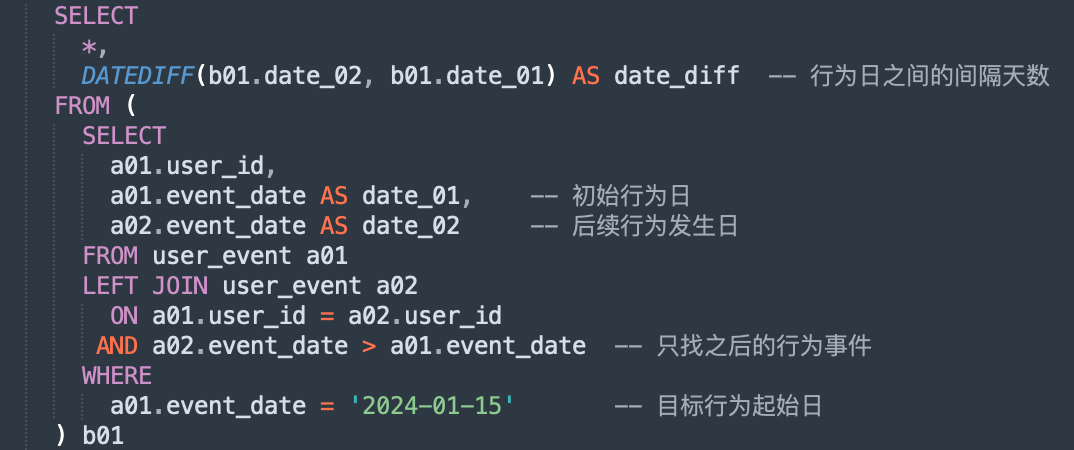 SELECT
*,
DATEDIFF(b01.date_02, b01.date_01) AS date_diff  -- 行为日之间的间隔天数
FROM (
SELECT
a01.user_id,
a01.event_date AS date_01,    -- 初始行为日
a02.event_date AS date_02     -- 后续行为发生日
FROM user_event a01
LEFT JOIN user_event a02
ON a01.user_id = a02.user_id
AND a02.event_date > a01.event_date  -- 只找之后的行为事件
WHERE
a01.event_date = '2024-01-15'       -- 目标行为起始日
) b01